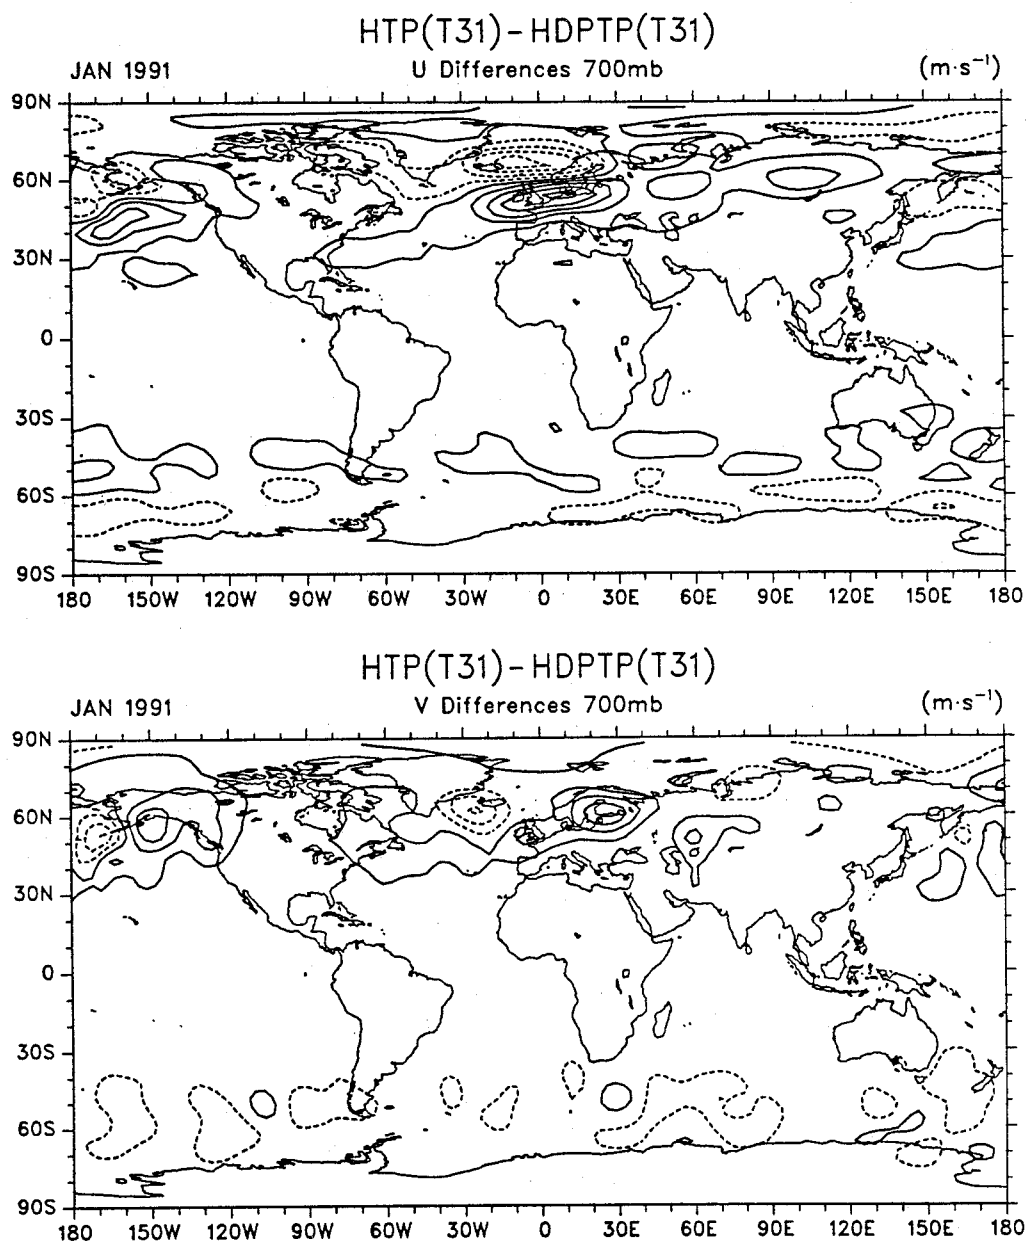 HTP(T31)-HDPTP(T31)
JAN 1991 U Differences 700mb (m·s⁻¹)
90N
60N
30N
0
30S
60S
90S
180 150W 120W 90W 60W 30W 0 30E 60E 90E 120E 150E 180
HTP(T31)-HDPTP(T31)
JAN 1991 V Differences 700mb (m·s⁻¹)
90N
60N
30N
0
30S
60S
90S
180 150W 120W 90W 60W 30W 0 30E 60E 90E 120E 150E 180